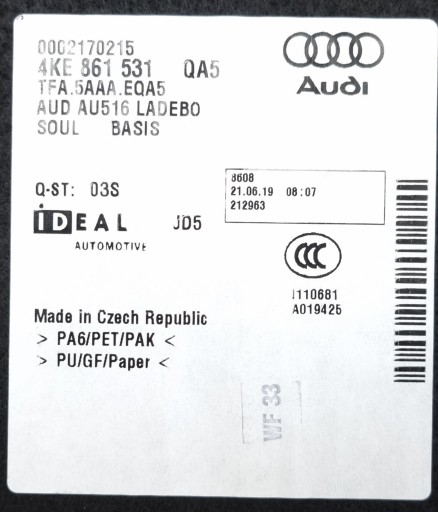 0002170215
4KE 861 531 QA5
TFA.5AAA.EQA5
AUD AU516 LADEBO
SOUL BASIS
Audi
Q-ST: 03S
8608
21.06.19 08:07
212963
iDEAL JD5
AUTOMOTIVE
CCC
I110681
A019425
Made in Czech Republic
> PA6/PET/PAK <
> PU/GF/Paper <
WF 33